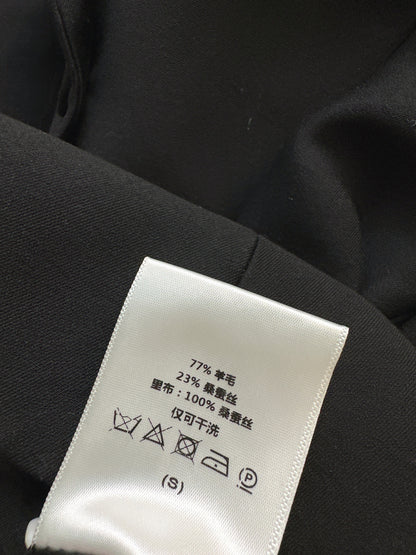 77% 羊毛
23% 桑蚕丝
里布：100% 桑蚕丝
仅可干洗
P
(S)